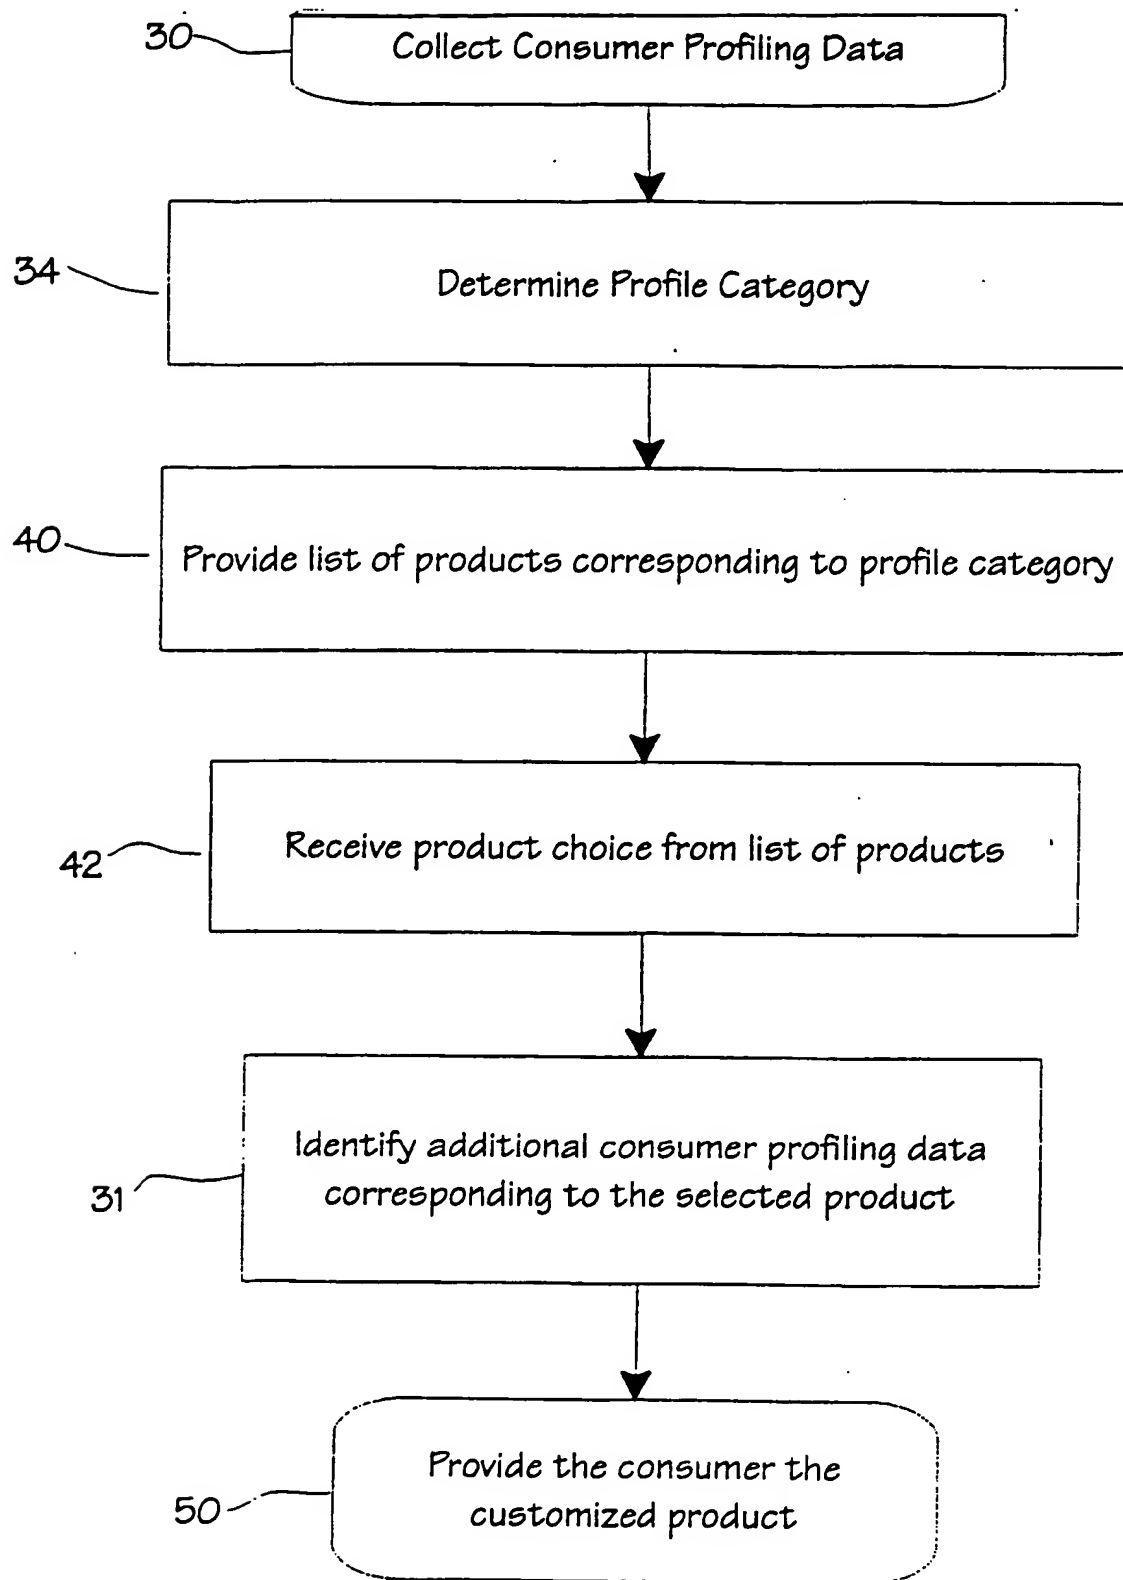 30
Collect Consumer Profiling Data
34
Determine Profile Category
40
Provide list of products corresponding to profile category
42
Receive product choice from list of products
31
Identify additional consumer profiling data
corresponding to the selected product
50
Provide the consumer the
customized product